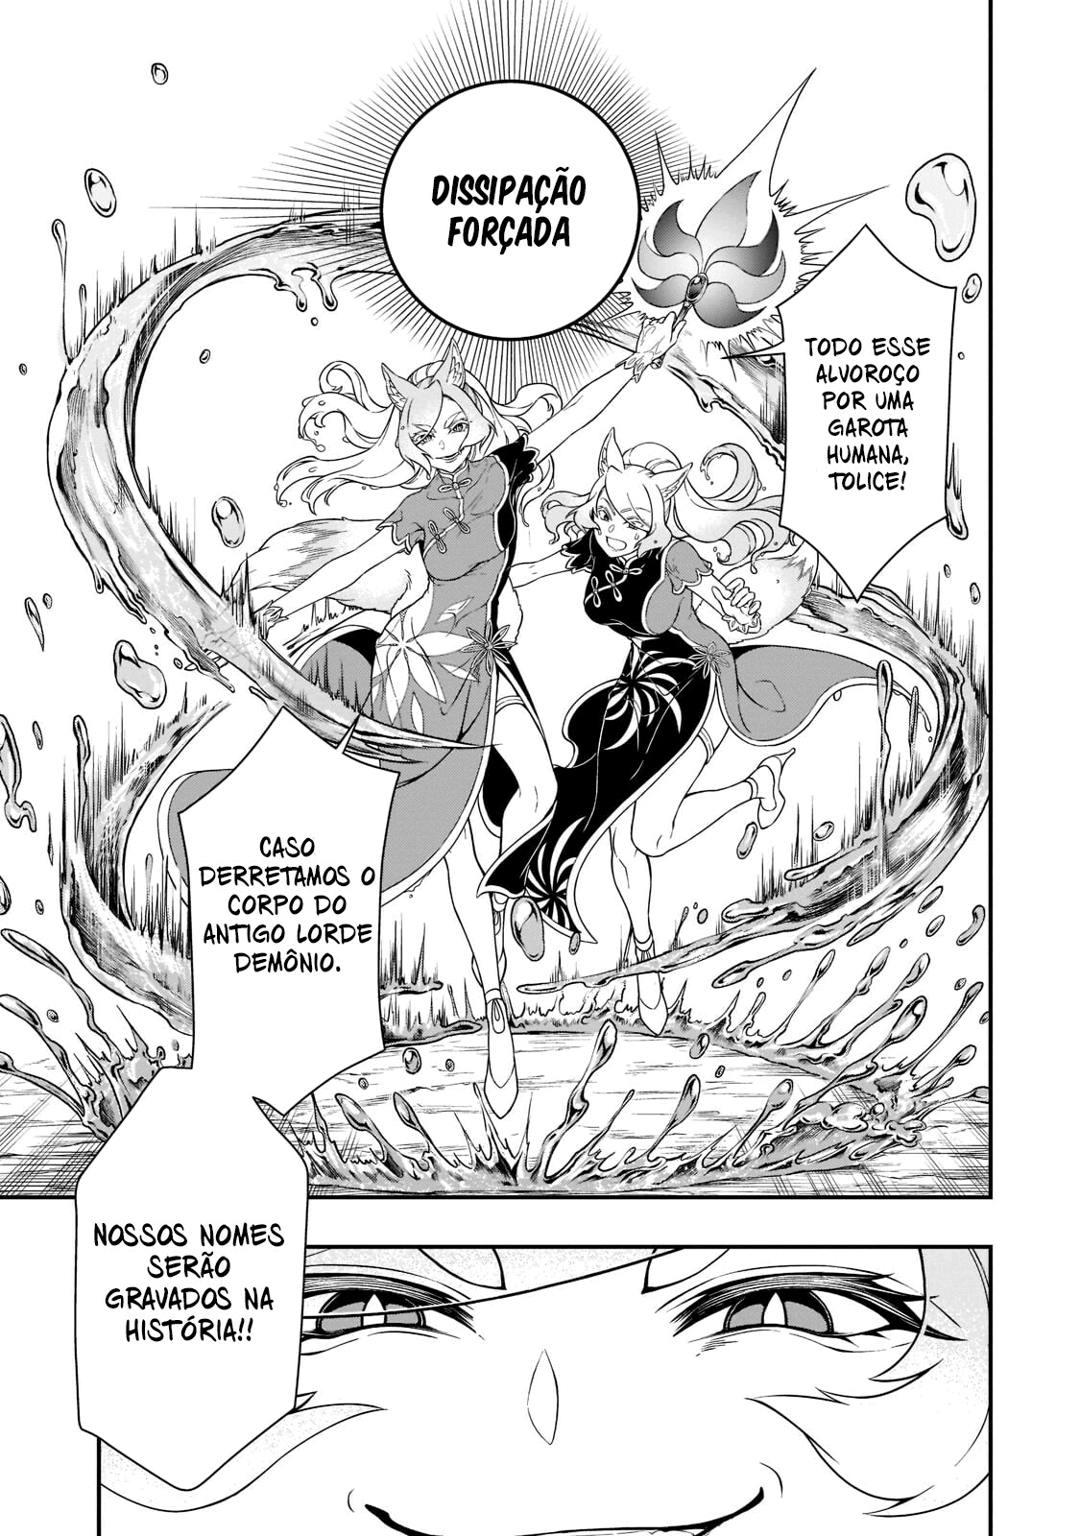 DISSIPAÇÃO
FORÇADA
TODO ESSE
ALVOROÇO
POR UMA
GAROTA
HUMANA,
TOLICE!
CASO
DERRETAMOS O
CORPO DO
ANTIGO LORDE
DEMÔNIO.
NOSSOS NOMES
SERÃO
GRAVADOS NA
HISTÓRIA!!